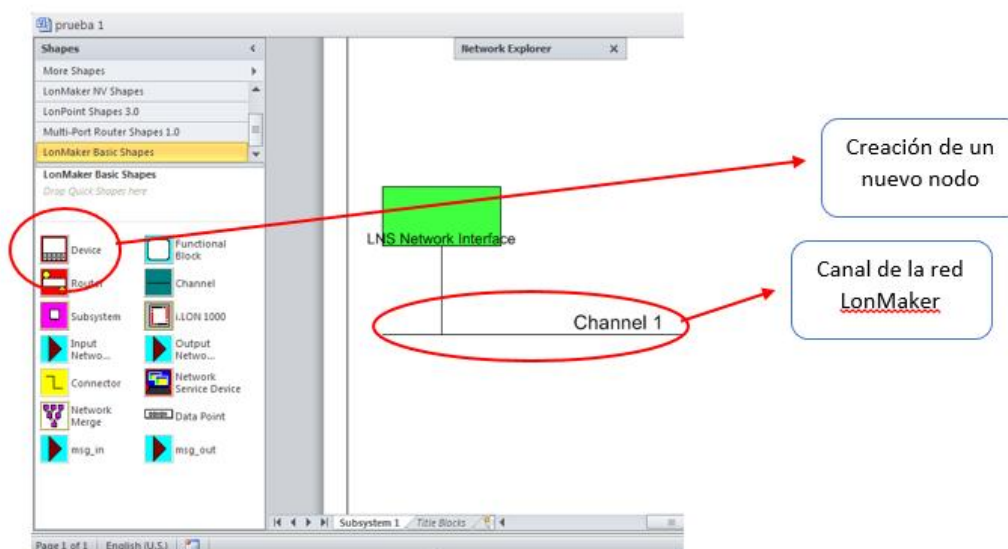 prueba 1
Shapes
More Shapes
LonMaker NV Shapes
LonPoint Shapes 3.0
Multi-Port Router Shapes 1.0
LonMaker Basic Shapes
LonMaker Basic Shapes
Drop Quick Shapes here
Device
Functional
Block
Router
Channel
Subsystem
i.LON 1000
Input
Netwo...
Output
Netwo...
Connector
Network
Service Device
Network
Merge
Data Point
msg_in
msg_out
Network Explorer
LNS Network Interface
Channel 1
Creación de un
nuevo nodo
Canal de la red
LonMaker
Subsystem 1
Title Blocks
Page 1 of 1
English (U.S.)